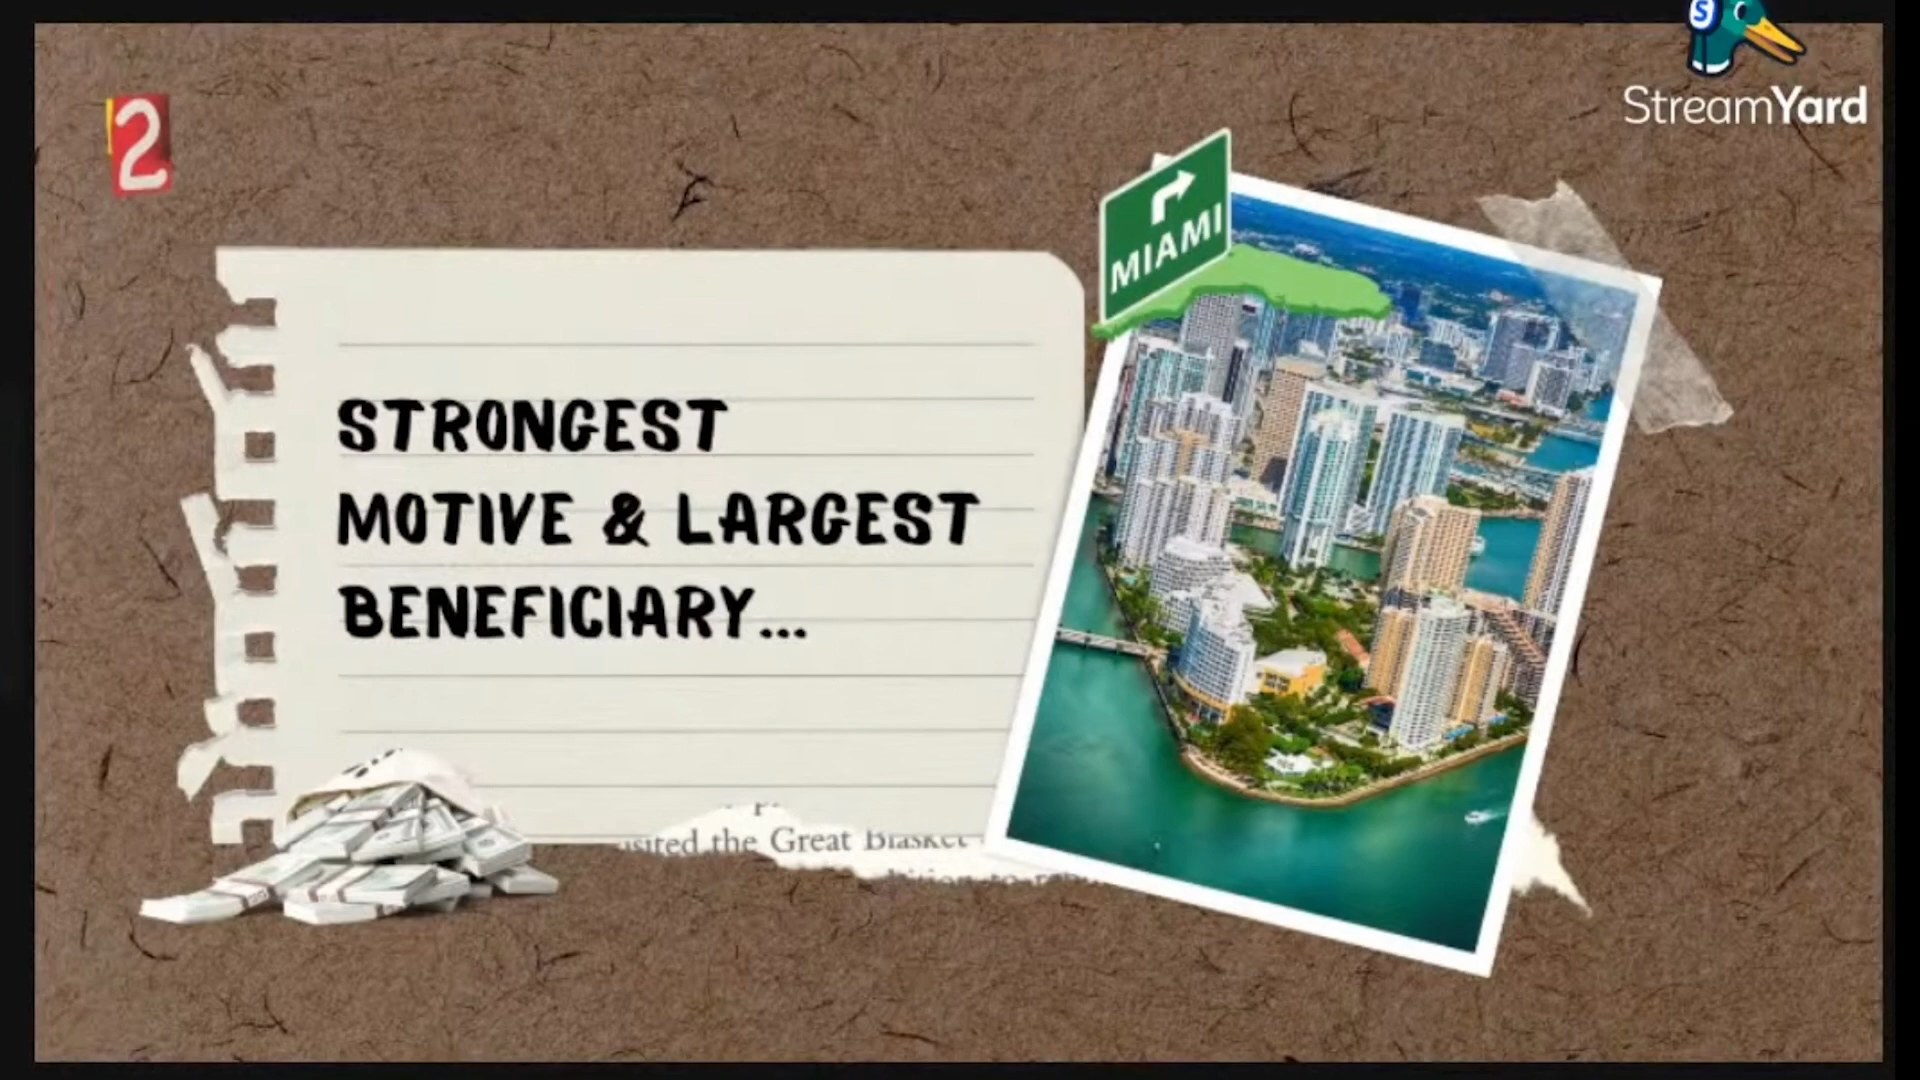 2
StreamYard
MIAMI
STRONGEST
MOTIVE & LARGEST
BENEFICIARY...
the Great